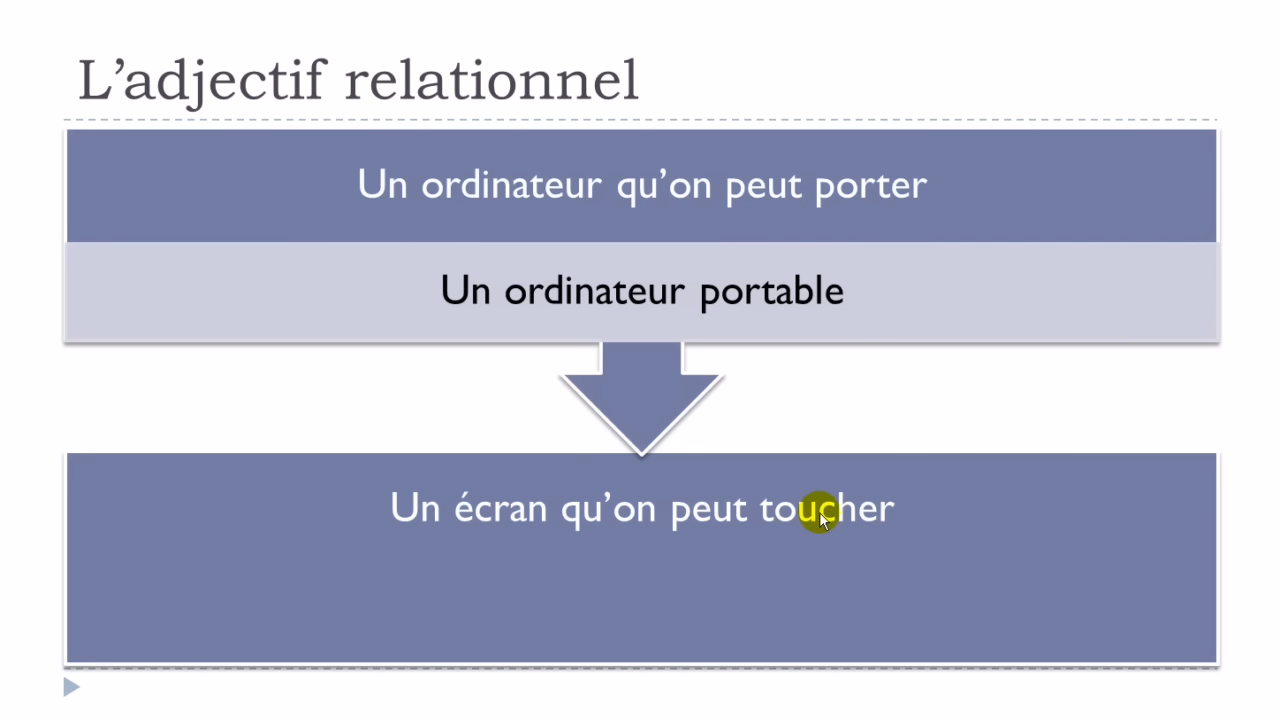 L’adjectif relationnel
Un ordinateur qu’on peut porter
Un ordinateur portable
Un écran qu’on peut toucher